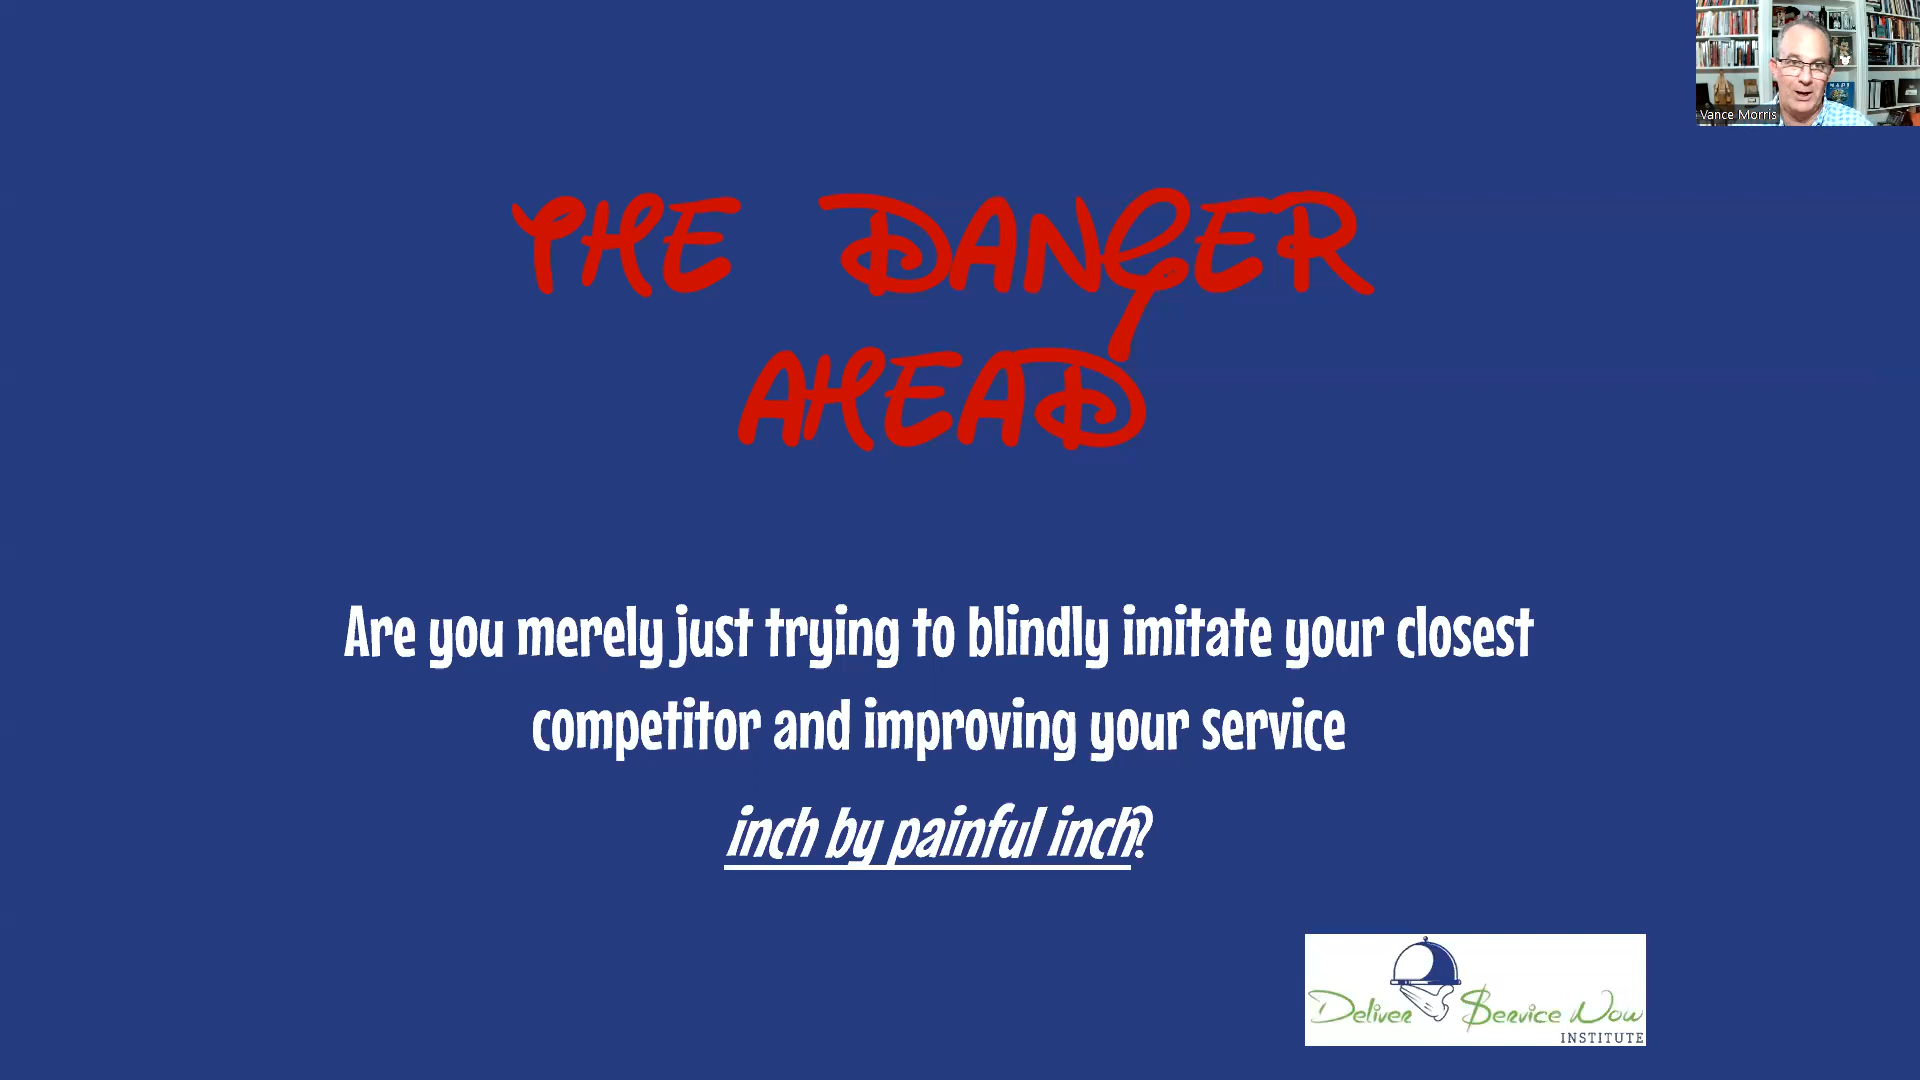 Vance Morris
THE DANGER
AHEAD
Are you merely just trying to blindly imitate your closest
competitor and improving your service
inch by painful inch?
Deliver Service Now
INSTITUTE